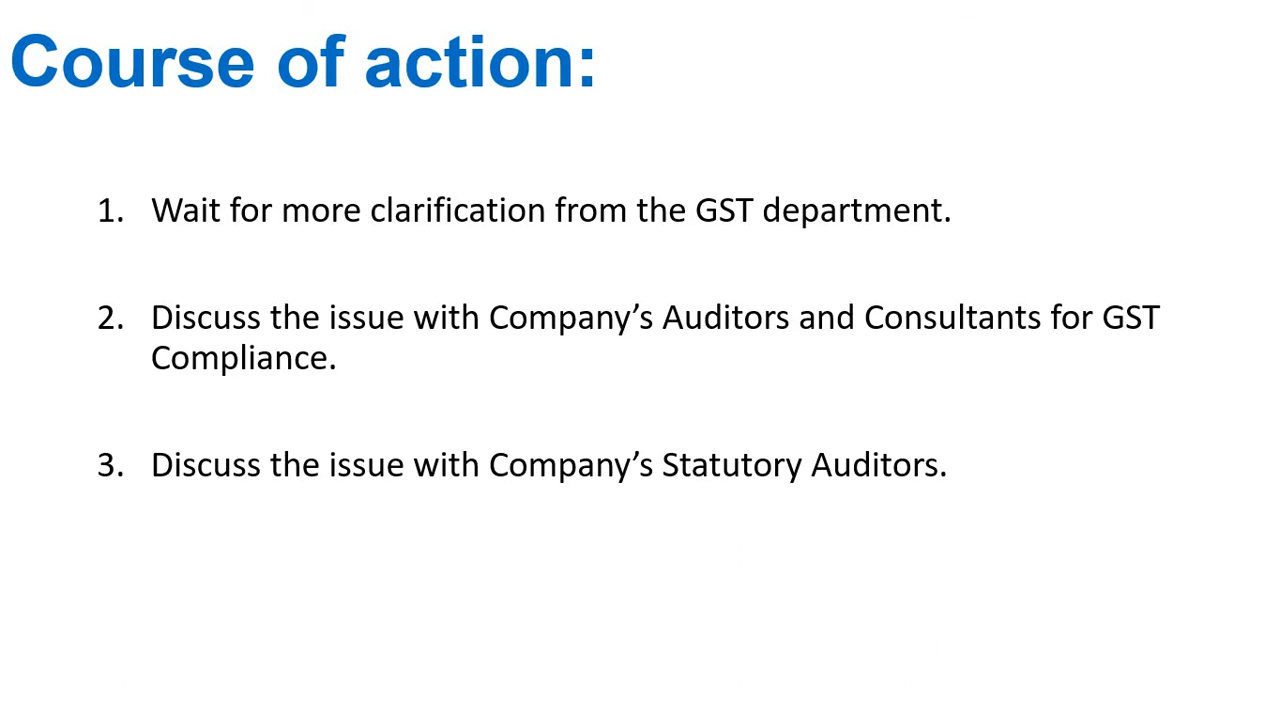 Course of action:
1. Wait for more clarification from the GST department.
2. Discuss the issue with Company’s Auditors and Consultants for GST
Compliance.
3. Discuss the issue with Company’s Statutory Auditors.